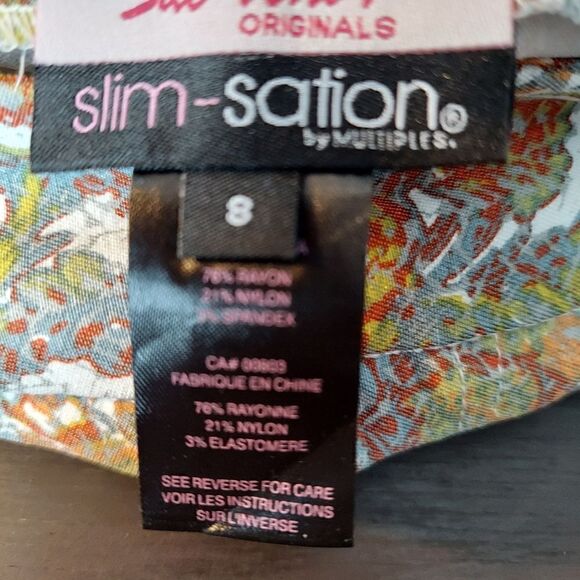 ORIGINALS
slim-sation®
by MULTIPLES®
8
76% RAYON
21% NYLON
3% SPANDEX
CA# 00903
FABRIQUE EN CHINE
76% RAYONNE
21% NYLON
3% ELASTOMERE
SEE REVERSE FOR CARE
VOIR LES INSTRUCTIONS
SUR L'INVERSE